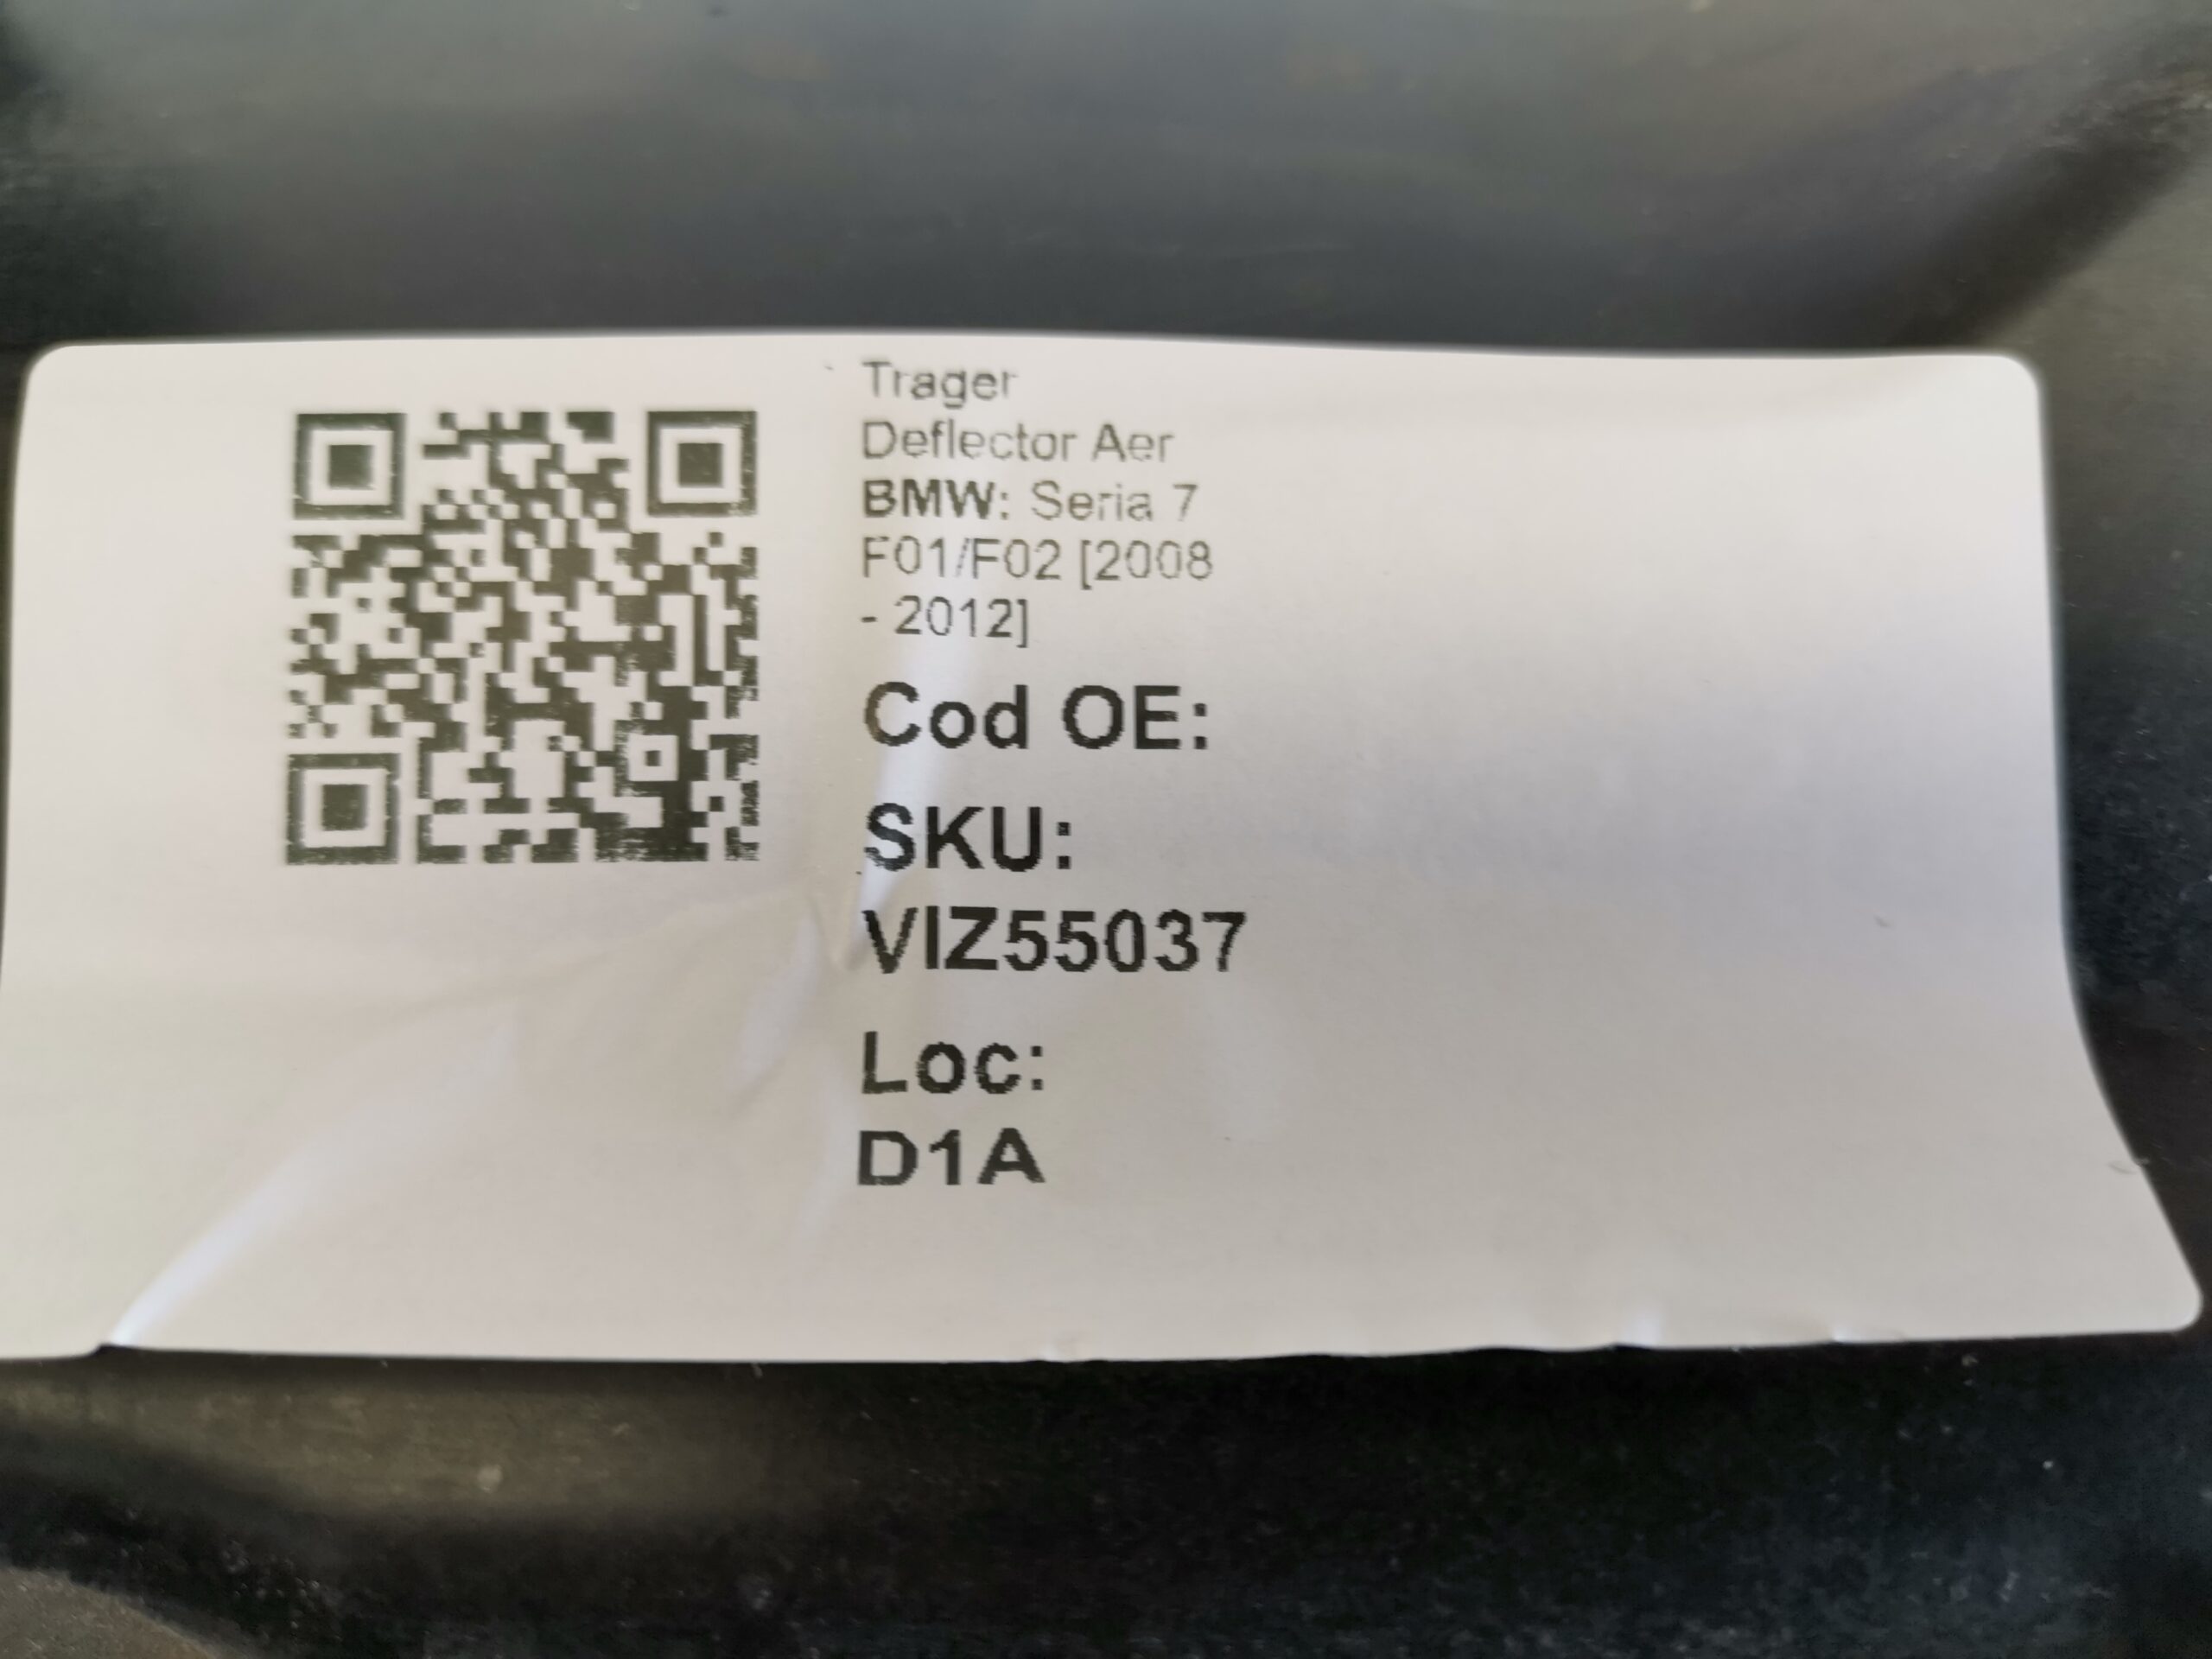 Trager
Deflector Aer
BMW: Seria 7
F01/F02 [2008
- 2012]
Cod OE:
SKU:
VIZ55037
Loc:
D1A